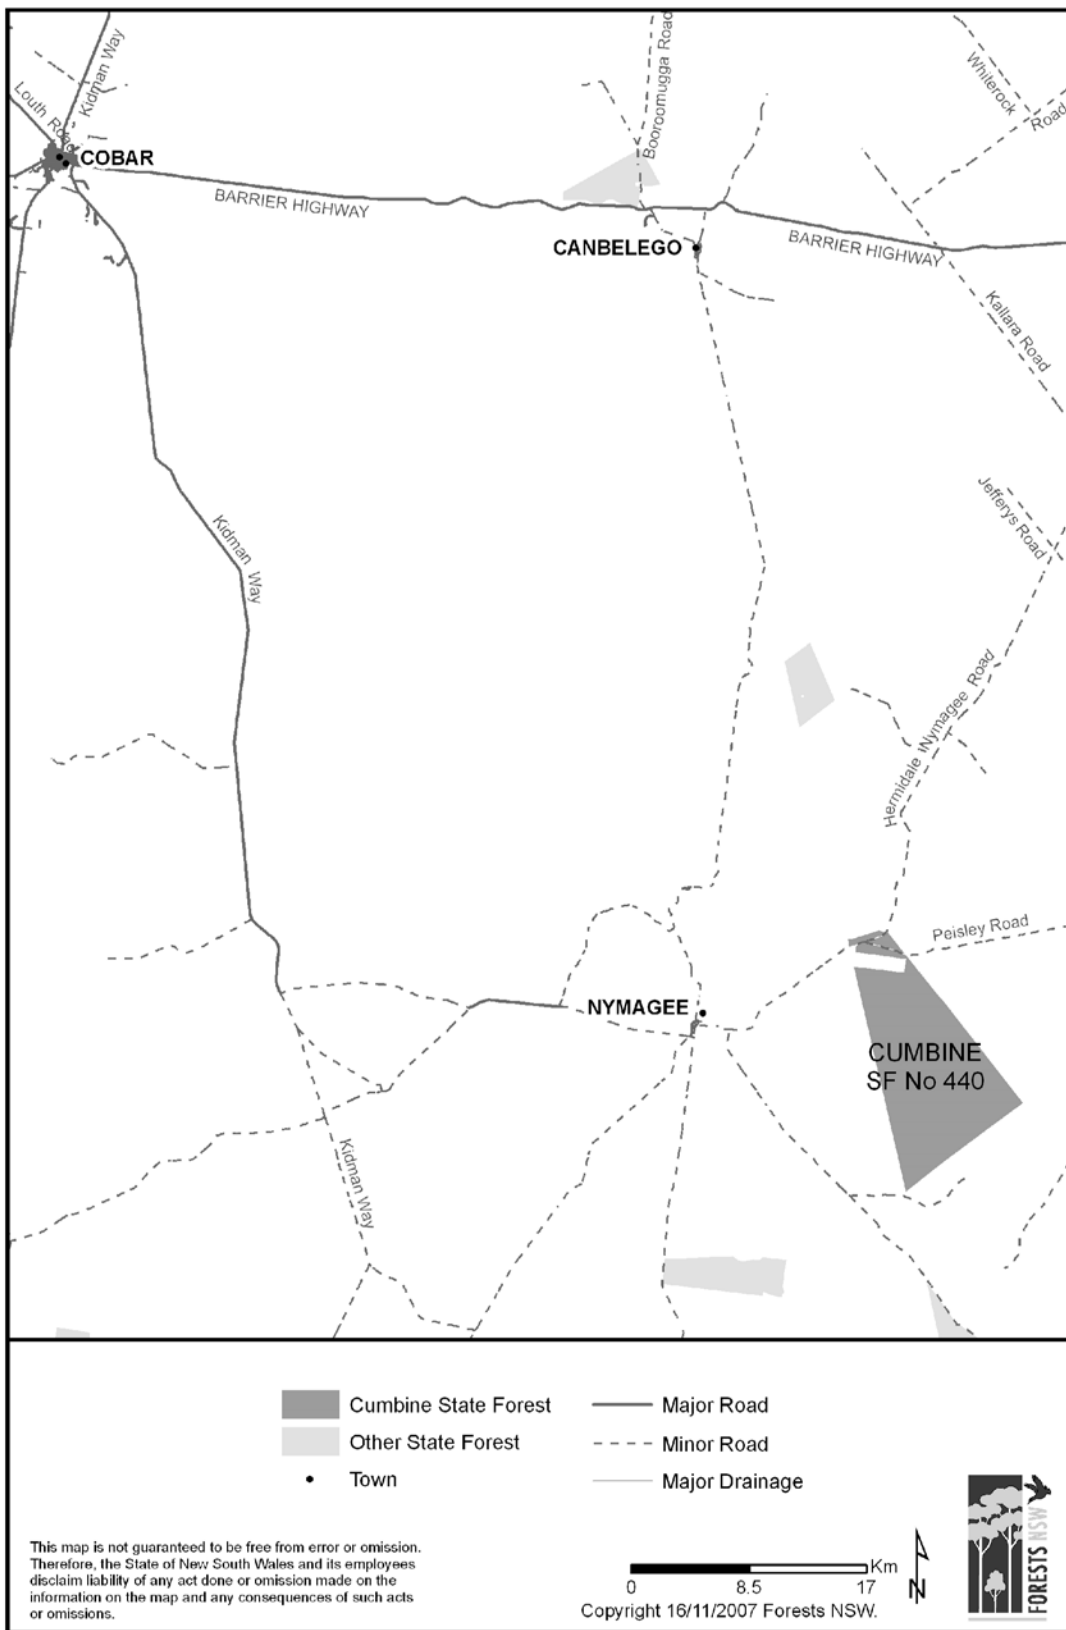 Kidman Way
Louth Road
COBAR
BARRIER HIGHWAY
Booroomugga Road
Whiterock
Road
CANBELEGO
BARRIER HIGHWAY
Kallara Road
Jefferys Road
Kidman Way
Hermidale Nymagee Road
Peisley Road
NYMAGEE
CUMBINE
SF No 440
Kidman Way
Cumbine State Forest
Major Road
Other State Forest
Minor Road
Town
Major Drainage
This map is not guaranteed to be free from error or omission.
Therefore, the State of New South Wales and its employees
disclaim liability of any act done or omission made on the
information on the map and any consequences of such acts
or omissions.
Km
0 8.5 17
Copyright 16/11/2007 Forests NSW.
N
FORESTS NSW